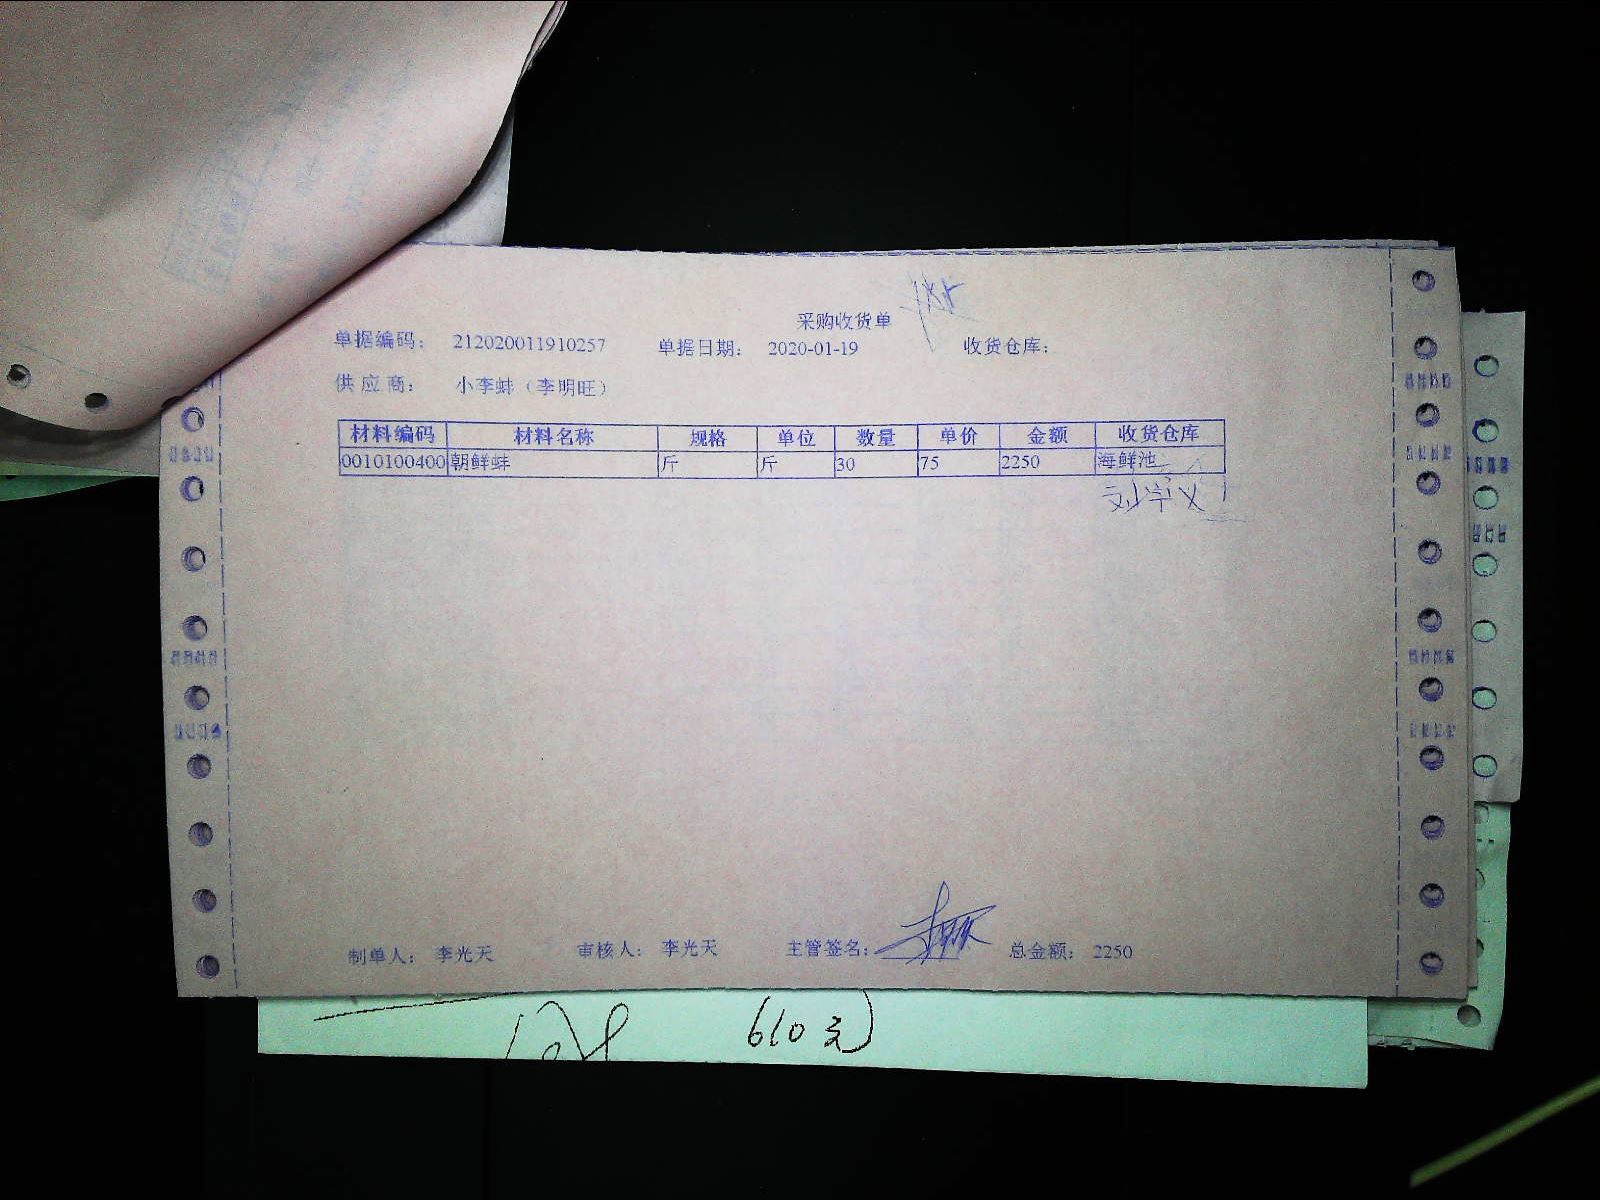 采购收货单
单据编码： 212020011910257 单据日期： 2020-01-19 收货仓库：
供应商： 小李蚌（李明旺）
材料编码 材料名称 规格 单位 数量 单价 金额 收货仓库
0010100400 朝鲜蚌 斤 斤 30 75 2250 海鲜池
刘学义
制单人： 李光天 审核人： 李光天 主管签名： 总金额： 2250
610元